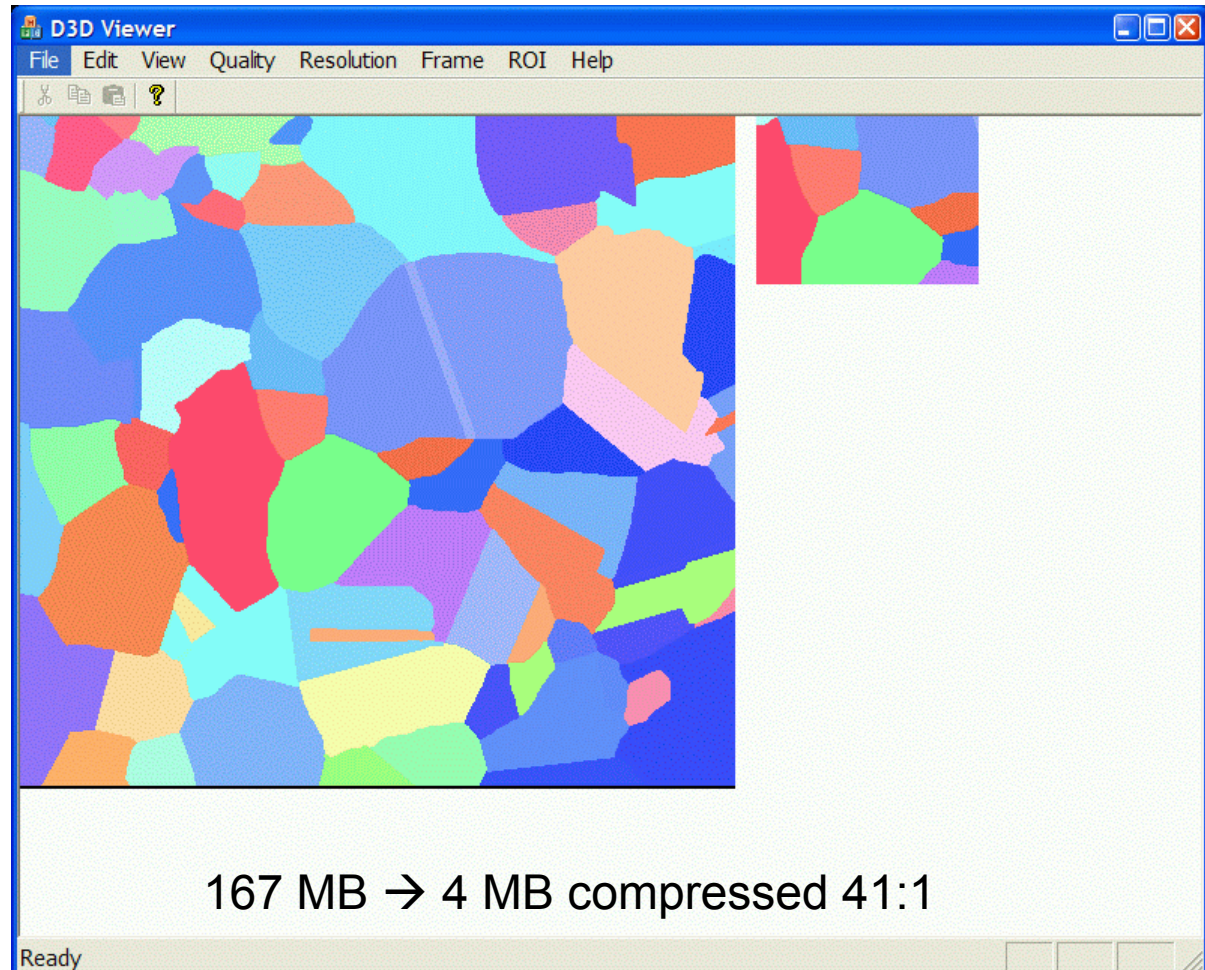 D3D Viewer
File Edit View Quality Resolution Frame ROI Help
?
167 MB → 4 MB compressed 41:1
Ready